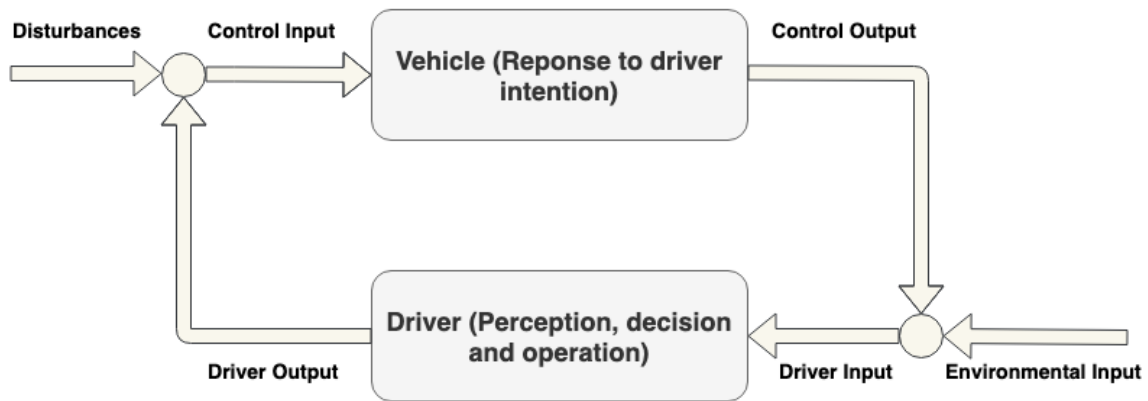 Disturbances
Control Input
Vehicle (Reponse to driver
intention)
Control Output
Driver (Perception, decision
and operation)
Driver Output
Driver Input
Environmental Input